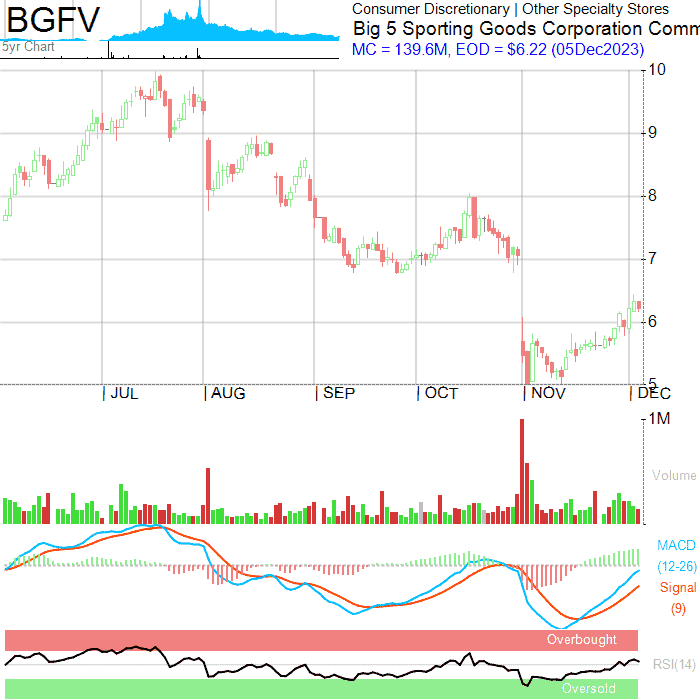 BGFV
5yr Chart
Consumer Discretionary | Other Specialty Stores
Big 5 Sporting Goods Corporation Comm
MC = 139.6M, EOD = $6.22 (05Dec2023)
10
9
8
7
6
5
JUL AUG SEP OCT NOV DEC
1M
Volume
MACD
(12-26)
Signal
(9)
Overbought
RSI(14)
Oversold